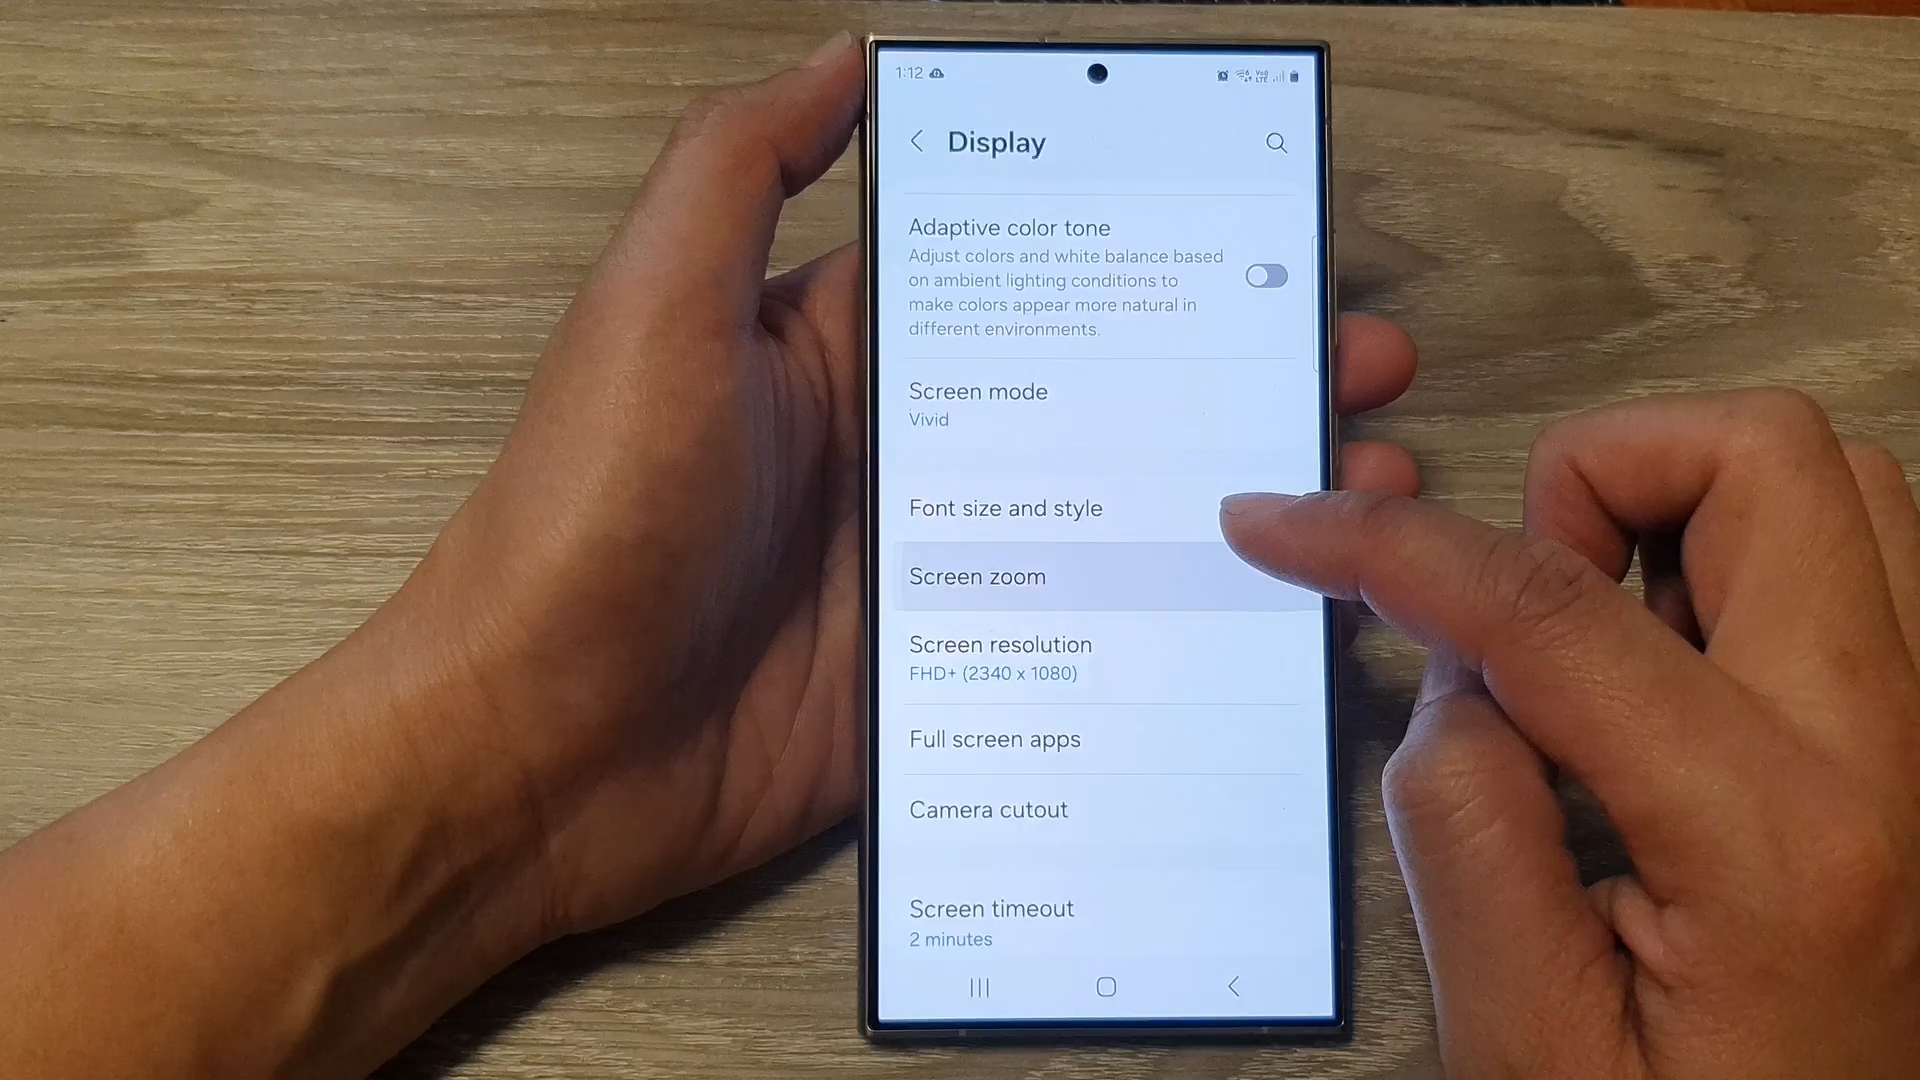 1:12
Display
Adaptive color tone
Adjust colors and white balance based
on ambient lighting conditions to
make colors appear more natural in
different environments.
Screen mode
Vivid
Font size and style
Screen zoom
Screen resolution
FHD+ (2340 x 1080)
Full screen apps
Camera cutout
Screen timeout
2 minutes